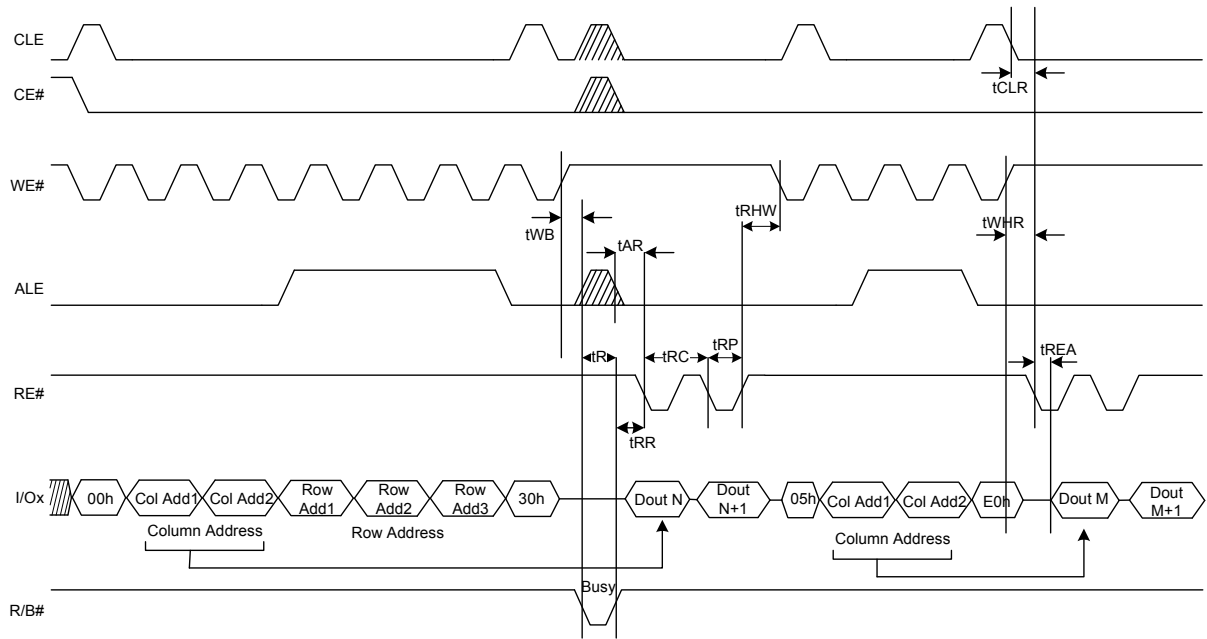 CLE
tCLR
CE#
WE#
tRHW
tWB
tWHR
tAR
ALE
tR
tRC
tRP
tREA
RE#
tRR
I/Ox
00h
Col Add1
Col Add2
Row
Add1
Row
Add2
Row
Add3
30h
Dout N
Dout
N+1
05h
Col Add1
Col Add2
E0h
Dout M
Dout
M+1
Column Address
Row Address
Column Address
Busy
R/B#